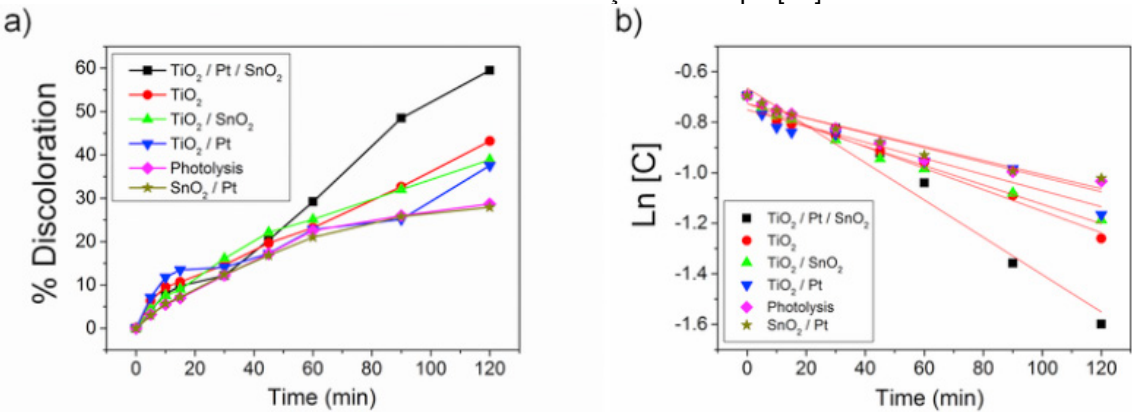 a)
% Discoloration
60
50
40
30
20
10
0
TiO₂ / Pt / SnO₂
TiO₂
TiO₂ / SnO₂
TiO₂ / Pt
Photolysis
SnO₂ / Pt
0 20 40 60 80 100 120
Time (min)
b)
Ln [C]
-0.6
-0.8
-1.0
-1.2
-1.4
-1.6
TiO₂ / Pt / SnO₂
TiO₂
TiO₂ / SnO₂
TiO₂ / Pt
Photolysis
SnO₂ / Pt
0 20 40 60 80 100 120
Time (min)